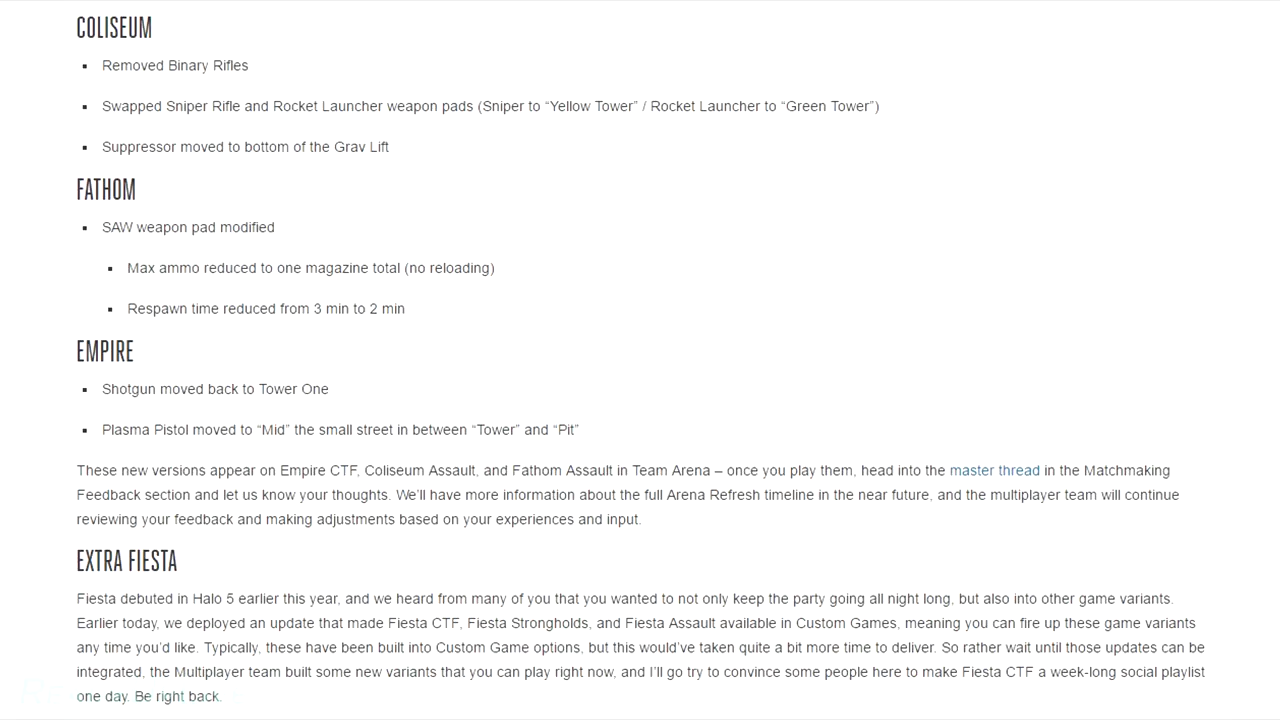 COLISEUM
▪ Removed Binary Rifles
▪ Swapped Sniper Rifle and Rocket Launcher weapon pads (Sniper to “Yellow Tower” / Rocket Launcher to “Green Tower”)
▪ Suppressor moved to bottom of the Grav Lift
FATHOM
▪ SAW weapon pad modified
▪ Max ammo reduced to one magazine total (no reloading)
▪ Respawn time reduced from 3 min to 2 min
EMPIRE
▪ Shotgun moved back to Tower One
▪ Plasma Pistol moved to “Mid” the small street in between “Tower” and “Pit”
These new versions appear on Empire CTF, Coliseum Assault, and Fathom Assault in Team Arena – once you play them, head into the master thread in the Matchmaking
Feedback section and let us know your thoughts. We’ll have more information about the full Arena Refresh timeline in the near future, and the multiplayer team will continue
reviewing your feedback and making adjustments based on your experiences and input.
EXTRA FIESTA
Fiesta debuted in Halo 5 earlier this year, and we heard from many of you that you wanted to not only keep the party going all night long, but also into other game variants.
Earlier today, we deployed an update that made Fiesta CTF, Fiesta Strongholds, and Fiesta Assault available in Custom Games, meaning you can fire up these game variants
any time you’d like. Typically, these have been built into Custom Game options, but this would’ve taken quite a bit more time to deliver. So rather wait until those updates can be
integrated, the Multiplayer team built some new variants that you can play right now, and I’ll go try to convince some people here to make Fiesta CTF a week-long social playlist
one day. Be right back.